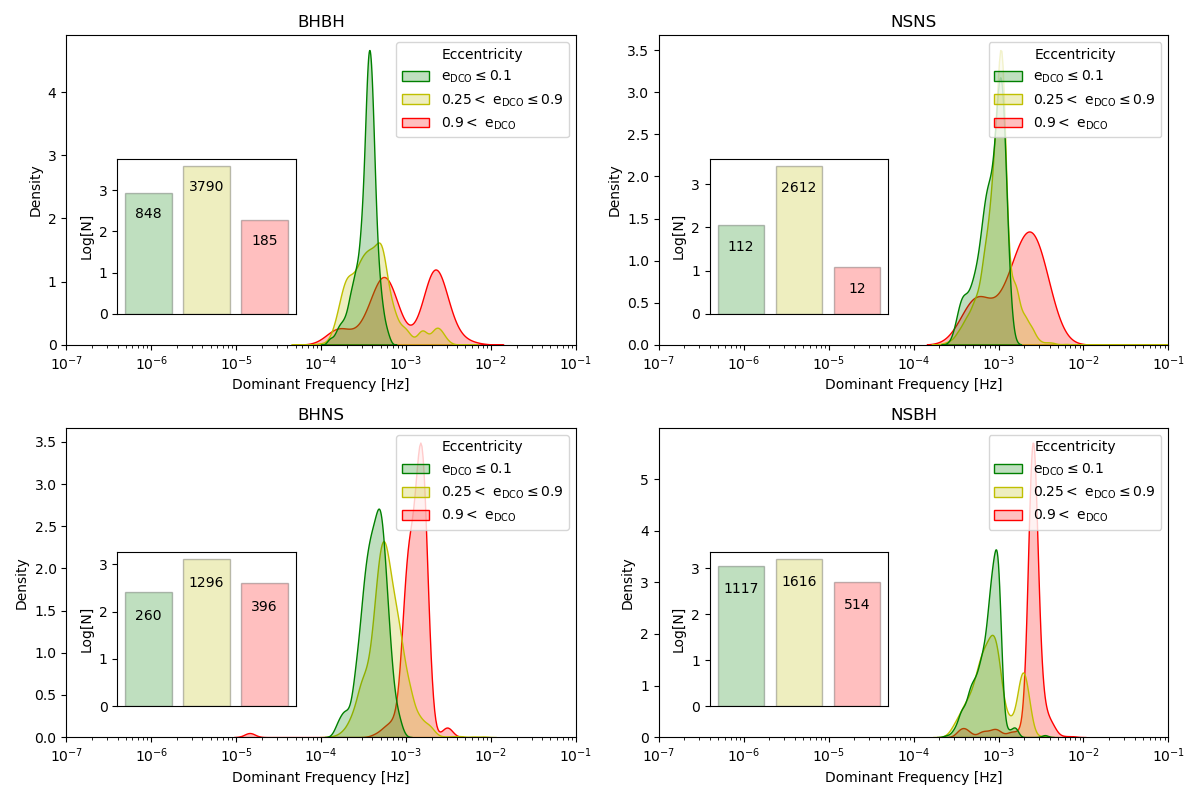 BHBH
Density
4
3
2
1
0
Eccentricity
e_DCO ≤ 0.1
0.25 < e_DCO ≤ 0.9
0.9 < e_DCO
Log[N]
3
2
1
0
848
3790
185
10^−7
10^−6
10^−5
10^−4
10^−3
10^−2
10^−1
Dominant Frequency [Hz]
NSNS
Density
3.5
3.0
2.5
2.0
1.5
1.0
0.5
0.0
Eccentricity
e_DCO ≤ 0.1
0.25 < e_DCO ≤ 0.9
0.9 < e_DCO
Log[N]
3
2
1
0
112
2612
12
10^−7
10^−6
10^−5
10^−4
10^−3
10^−2
10^−1
Dominant Frequency [Hz]
BHNS
Density
3.5
3.0
2.5
2.0
1.5
1.0
0.5
0.0
Eccentricity
e_DCO ≤ 0.1
0.25 < e_DCO ≤ 0.9
0.9 < e_DCO
Log[N]
3
2
1
0
260
1296
396
10^−7
10^−6
10^−5
10^−4
10^−3
10^−2
10^−1
Dominant Frequency [Hz]
NSBH
Density
5
4
3
2
1
0
Eccentricity
e_DCO ≤ 0.1
0.25 < e_DCO ≤ 0.9
0.9 < e_DCO
Log[N]
3
2
1
0
1117
1616
514
10^−7
10^−6
10^−5
10^−4
10^−3
10^−2
10^−1
Dominant Frequency [Hz]